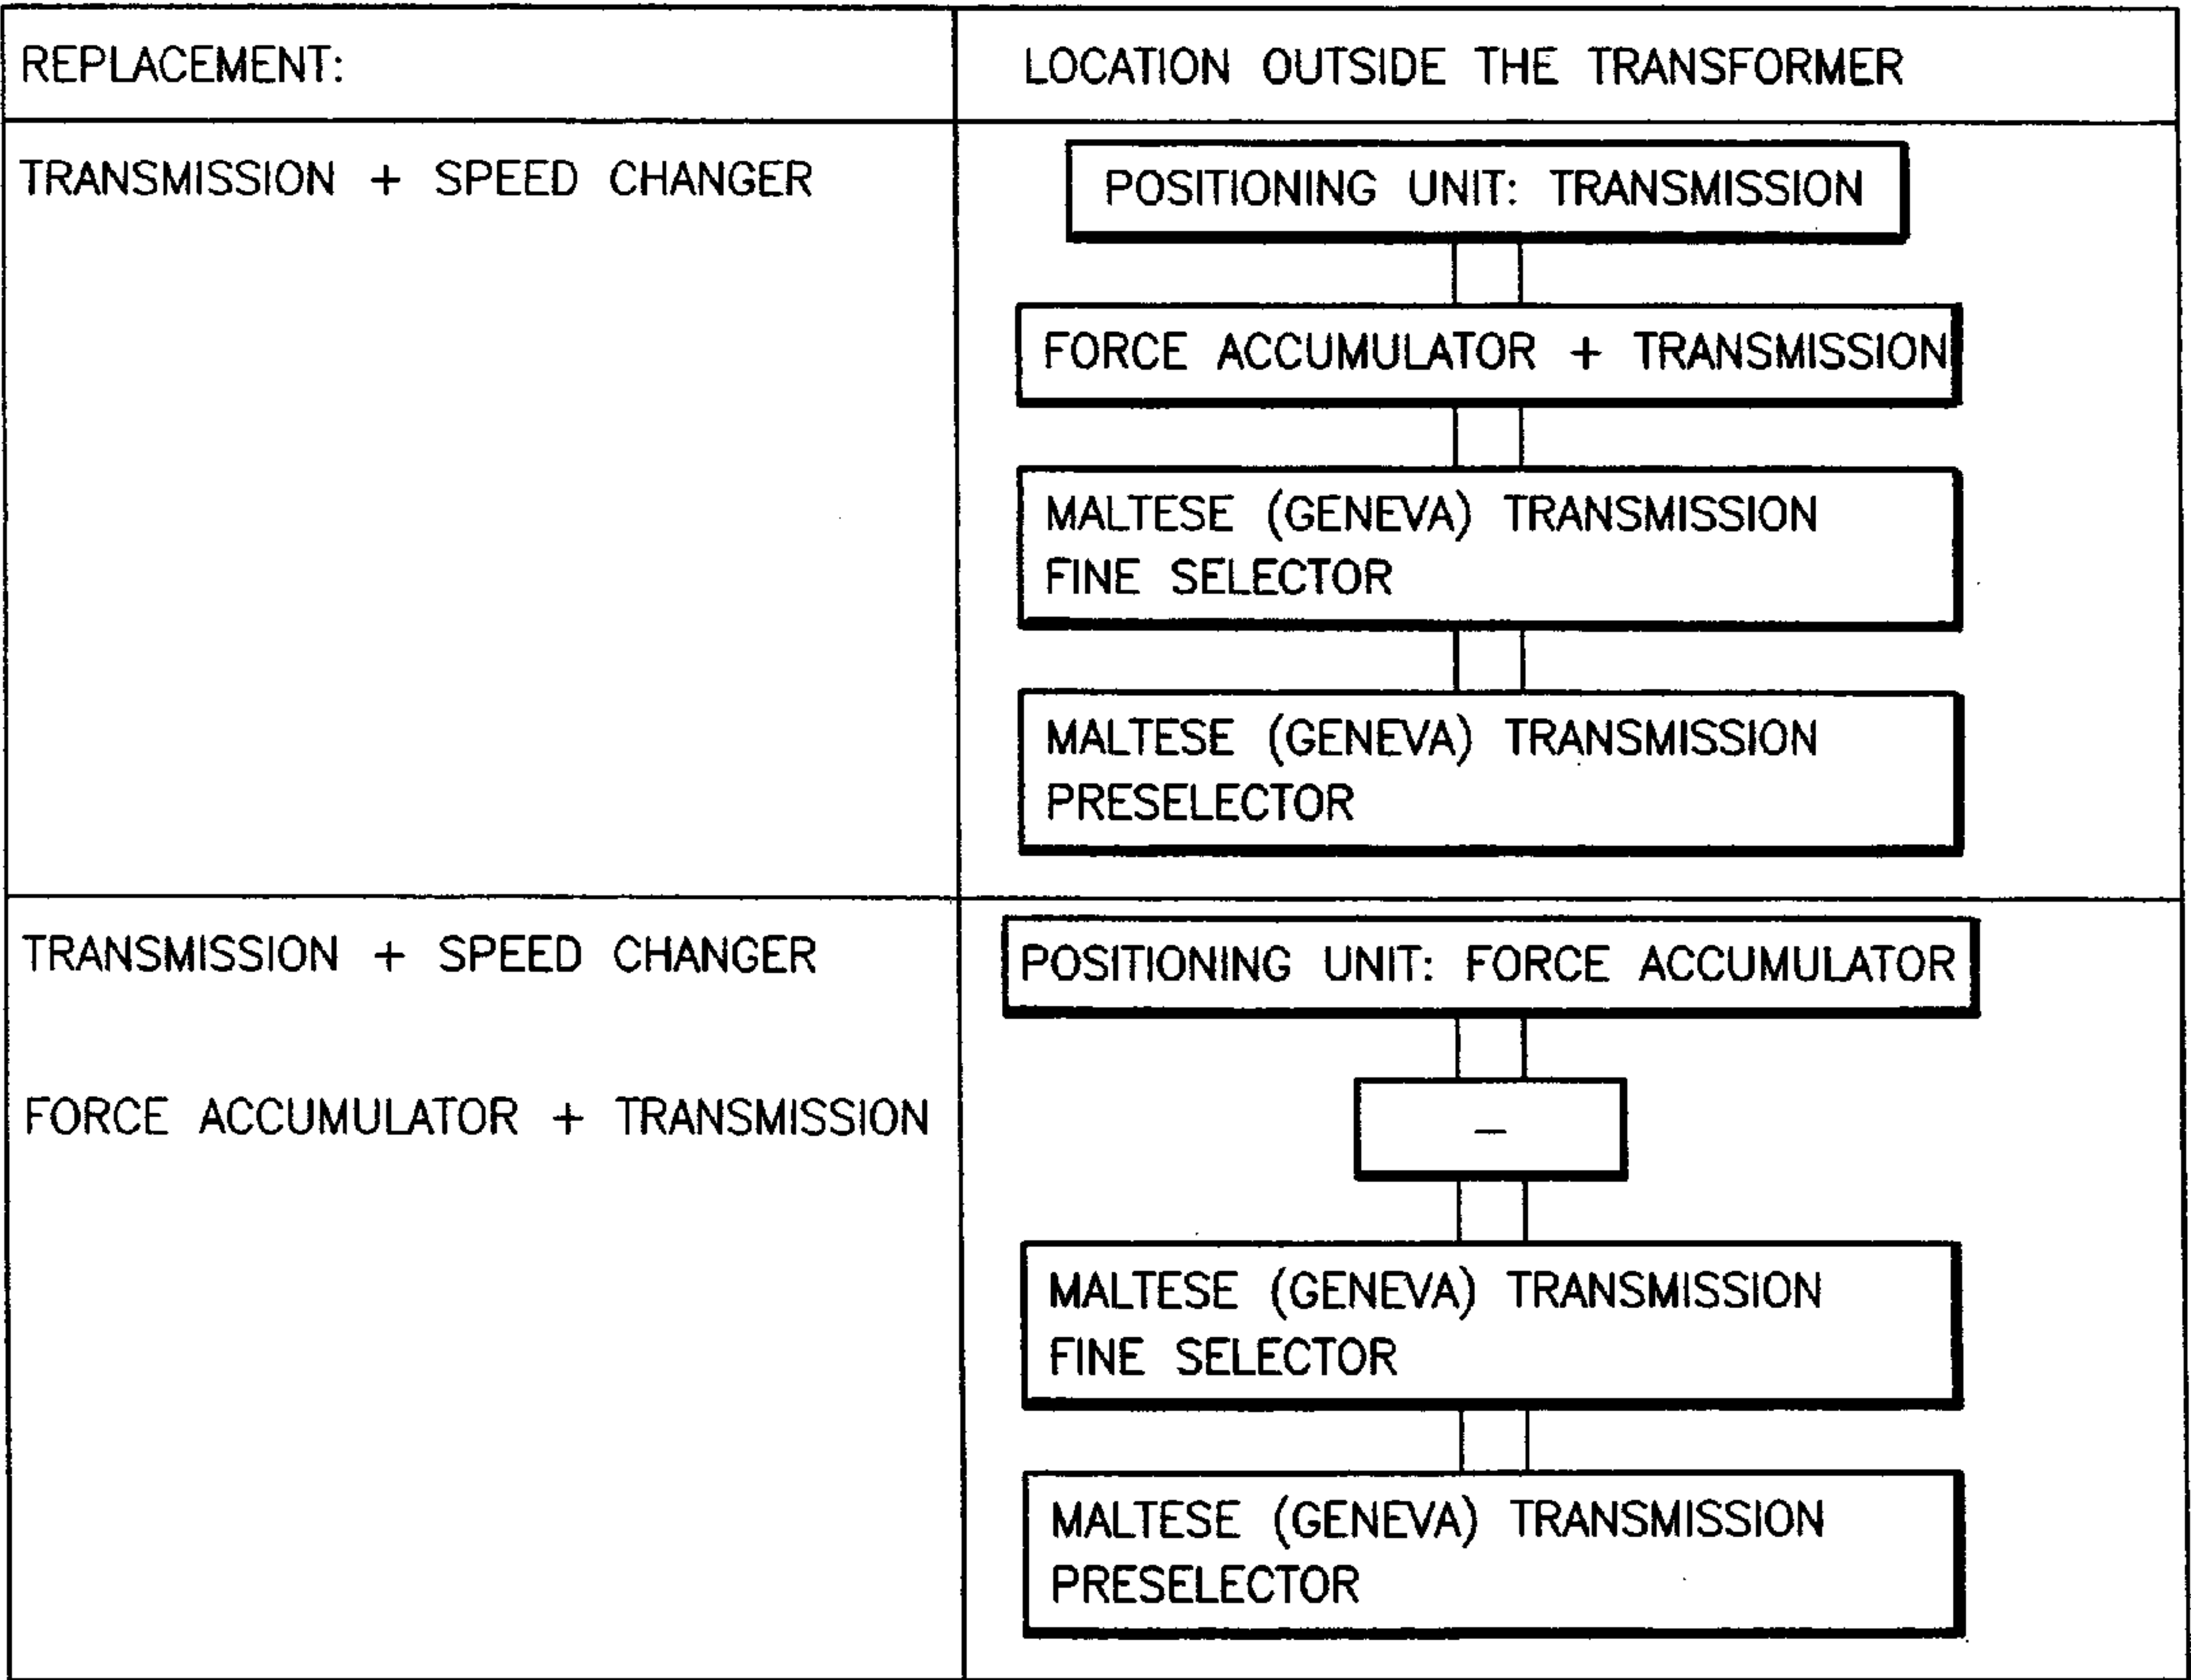 REPLACEMENT:
LOCATION OUTSIDE THE TRANSFORMER
TRANSMISSION + SPEED CHANGER
POSITIONING UNIT: TRANSMISSION
FORCE ACCUMULATOR + TRANSMISSION
MALTESE (GENEVA) TRANSMISSION
FINE SELECTOR
MALTESE (GENEVA) TRANSMISSION
PRESELECTOR
TRANSMISSION + SPEED CHANGER
FORCE ACCUMULATOR + TRANSMISSION
POSITIONING UNIT: FORCE ACCUMULATOR
–
MALTESE (GENEVA) TRANSMISSION
FINE SELECTOR
MALTESE (GENEVA) TRANSMISSION
PRESELECTOR